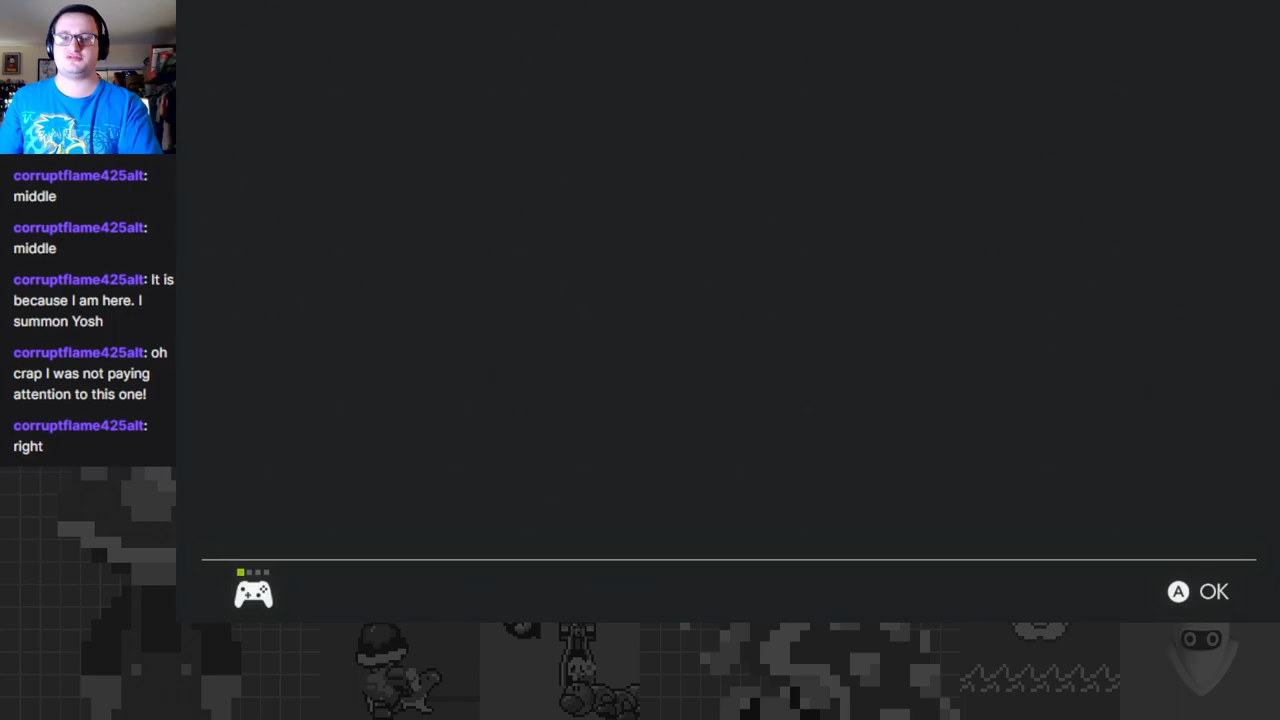 corruptflame425alt:
middle
corruptflame425alt:
middle
corruptflame425alt: It is
because I am here. I
summon Yosh
corruptflame425alt: oh
crap I was not paying
attention to this one!
corruptflame425alt:
right
A OK